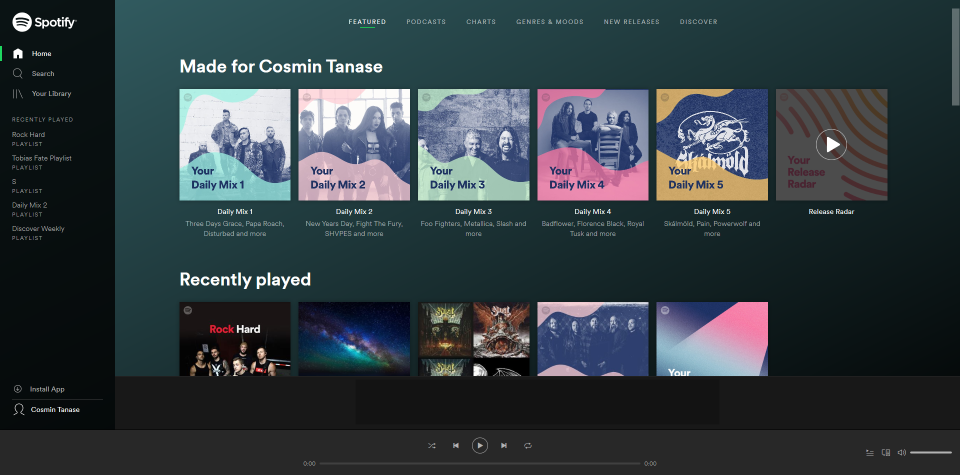 Spotify
Home
Search
Your Library
RECENTLY PLAYED
Rock Hard
PLAYLIST
Tobias Fate Playlist
PLAYLIST
S
PLAYLIST
Daily Mix 2
PLAYLIST
Discover Weekly
PLAYLIST
Install App
Cosmin Tanase
FEATURED PODCASTS CHARTS GENRES & MOODS NEW RELEASES DISCOVER
Made for Cosmin Tanase
Your
Daily Mix 1
Your
Daily Mix 2
Your
Daily Mix 3
Your
Daily Mix 4
Skálmöld
Your
Daily Mix 5
Your
Release
Radar
Daily Mix 1
Three Days Grace, Papa Roach,
Disturbed and more
Daily Mix 2
New Years Day, Fight The Fury,
SHVPES and more
Daily Mix 3
Foo Fighters, Metallica, Slash and
more
Daily Mix 4
Badflower, Florence Black, Royal
Tusk and more
Daily Mix 5
Skálmöld, Pain, Powerwolf and
more
Release Radar
Recently played
Rock Hard
Ghost
Ghost
Ghost
Your
0:00 0:00